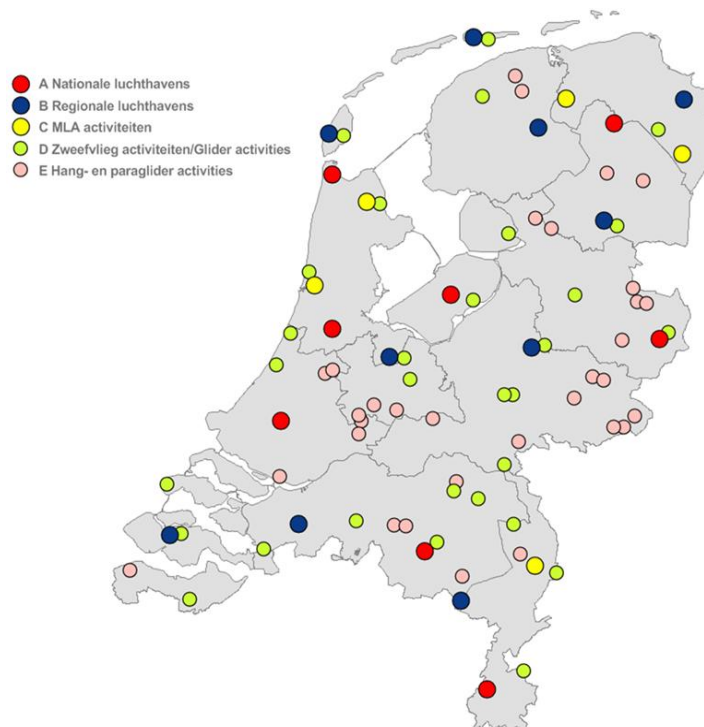 A Nationale luchthavens
B Regionale luchthavens
C MLA activiteiten
D Zweefvlieg activiteiten/Glider activities
E Hang- en paraglider activities